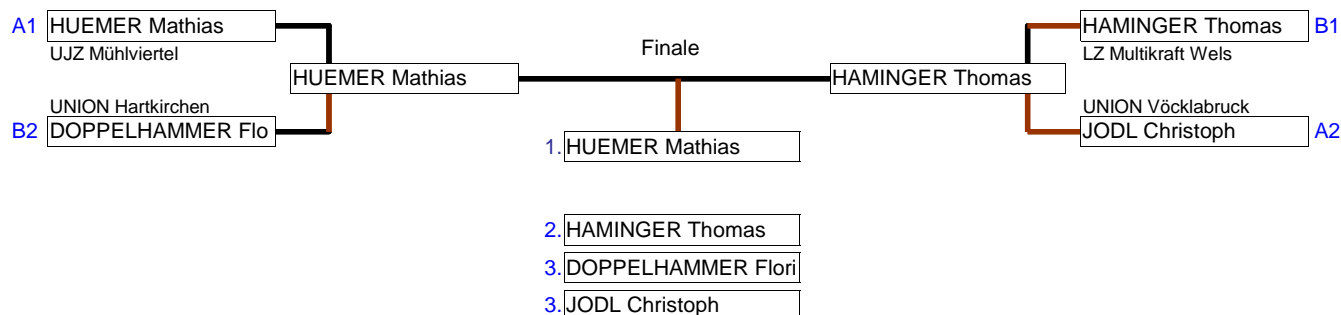 A1 HUEMER Mathias
UJZ Mühlviertel
HUEMER Mathias
UNION Hartkirchen
B2 DOPPELHAMMER Flo
Finale
HAMINGER Thomas B1
LZ Multikraft Wels
HAMINGER Thomas
UNION Vöcklabruck
JODL Christoph A2
1. HUEMER Mathias
2. HAMINGER Thomas
3. DOPPELHAMMER Flori
3. JODL Christoph